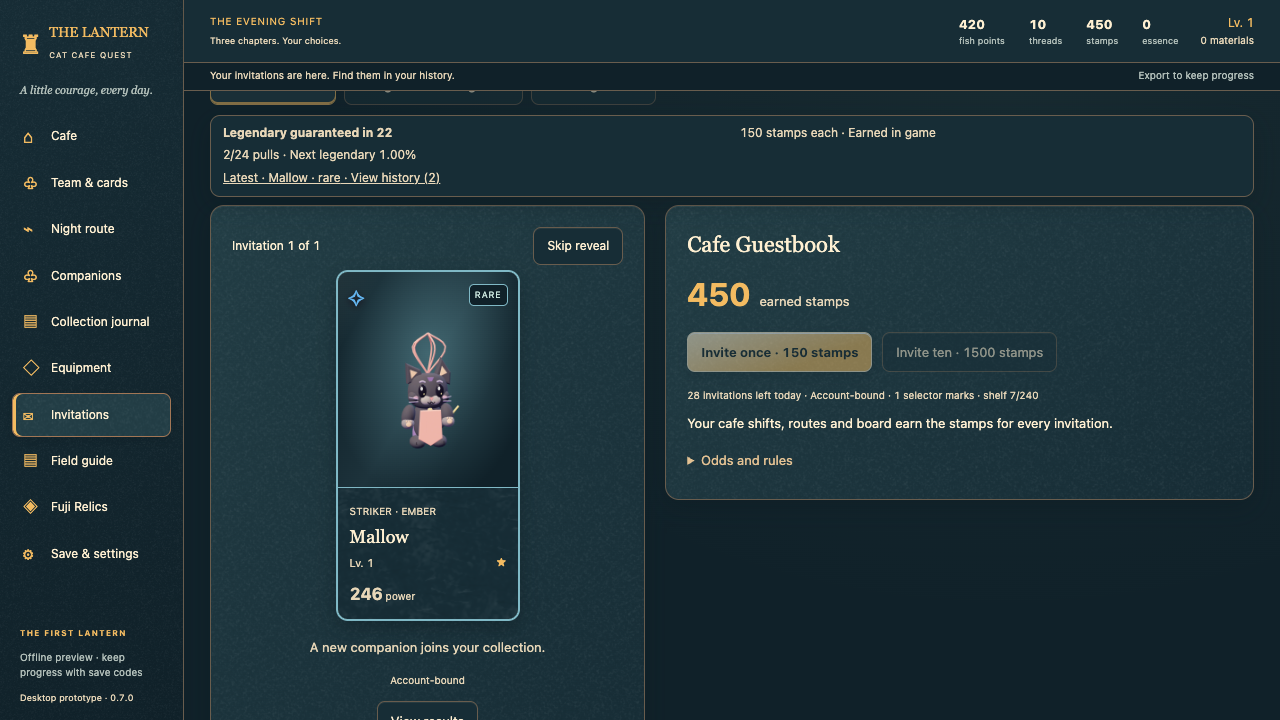 THE LANTERN
CAT CAFE QUEST
A little courage, every day.
Cafe
Team & cards
Night route
Companions
Collection journal
Equipment
Invitations
Field guide
Fuji Relics
Save & settings
THE FIRST LANTERN
Offline preview · keep
progress with save codes
Desktop prototype · 0.7.0
THE EVENING SHIFT
Three chapters. Your choices.
420
fish points
10
threads
450
stamps
0
essence
Lv. 1
0 materials
Your invitations are here. Find them in your history.
Export to keep progress
Legendary guaranteed in 22
150 stamps each · Earned in game
2/24 pulls · Next legendary 1.00%
Latest · Mallow · rare · View history (2)
Invitation 1 of 1
Skip reveal
RARE
STRIKER · EMBER
Mallow
Lv. 1
246 power
A new companion joins your collection.
Account-bound
View results
Cafe Guestbook
450 earned stamps
Invite once · 150 stamps
Invite ten · 1500 stamps
28 invitations left today · Account-bound · 1 selector marks · shelf 7/240
Your cafe shifts, routes and board earn the stamps for every invitation.
Odds and rules